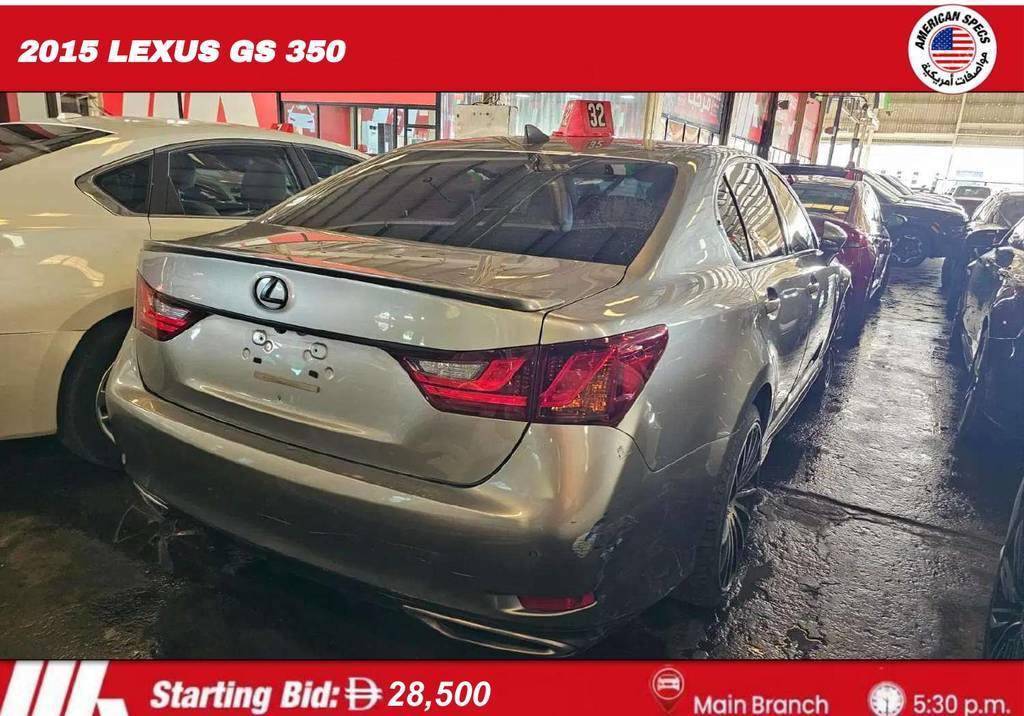 2015 LEXUS GS 350
AMERICAN SPECS
مواصفات أمريكية
32
Starting Bid: 28,500
Main Branch
5:30 p.m.